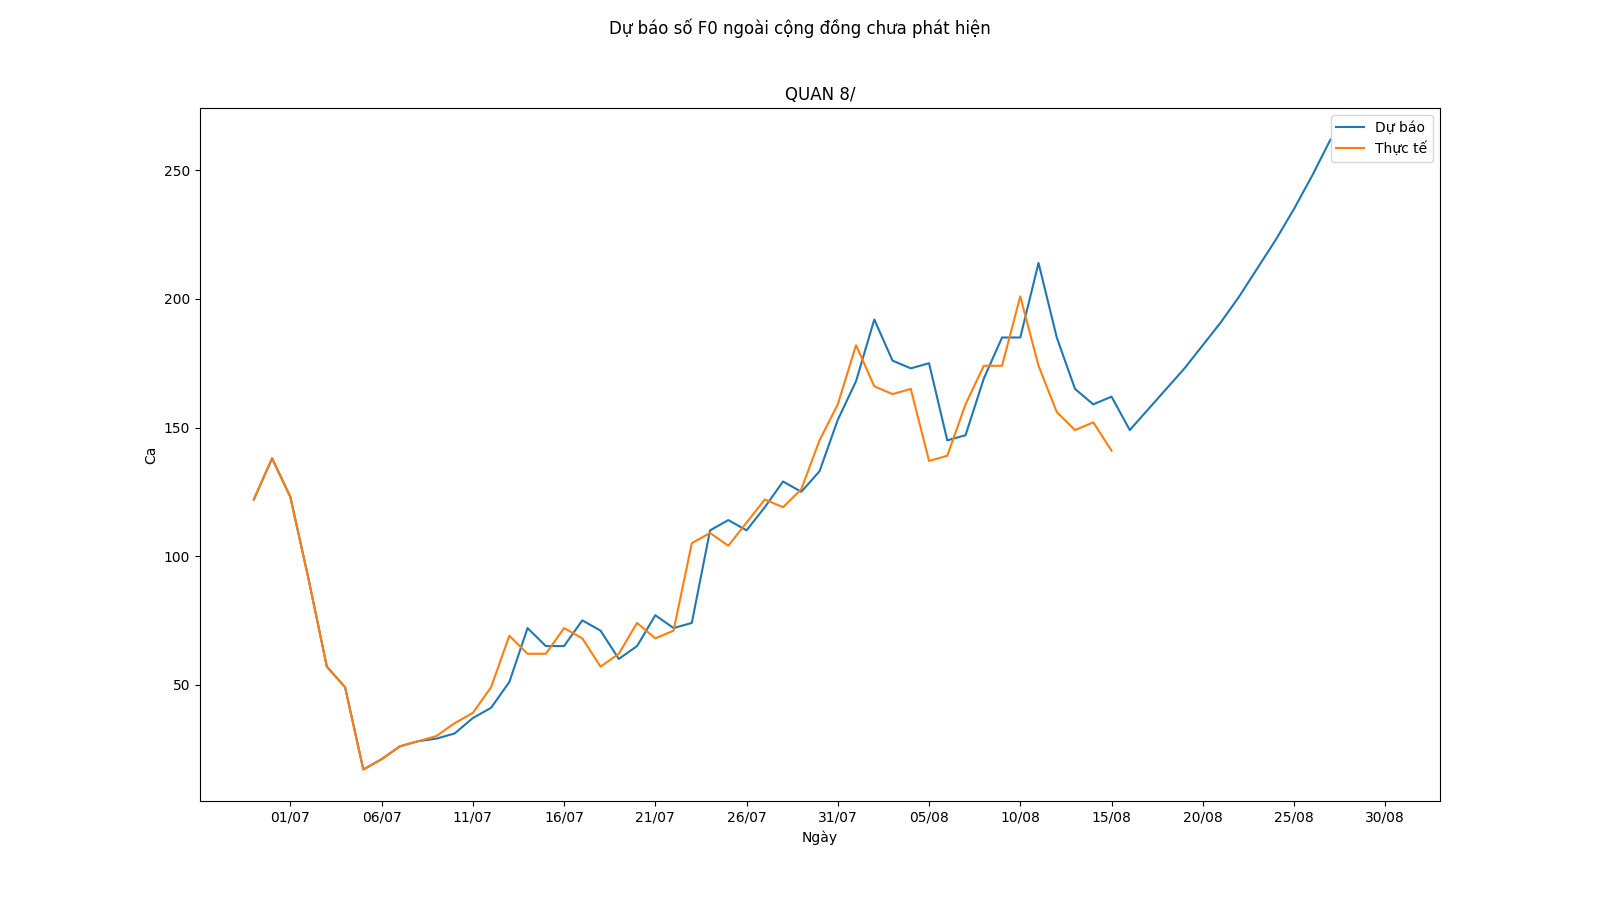 Dự báo số F0 ngoài cộng đồng chưa phát hiện
QUAN 8/
Dự báo
Thực tế
250
200
150
100
50
Ca
01/07 06/07 11/07 16/07 21/07 26/07 31/07 05/08 10/08 15/08 20/08 25/08 30/08
Ngày